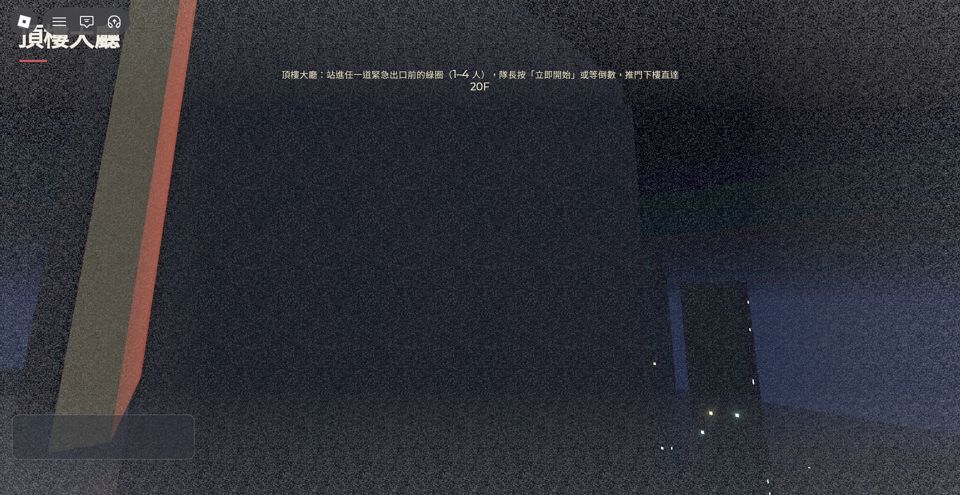 頂樓大廳
頂樓大廳：站進任一道緊急出口前的綠圈（1–4 人），隊長按「立即開始」或等倒數，推門下樓直達
20F